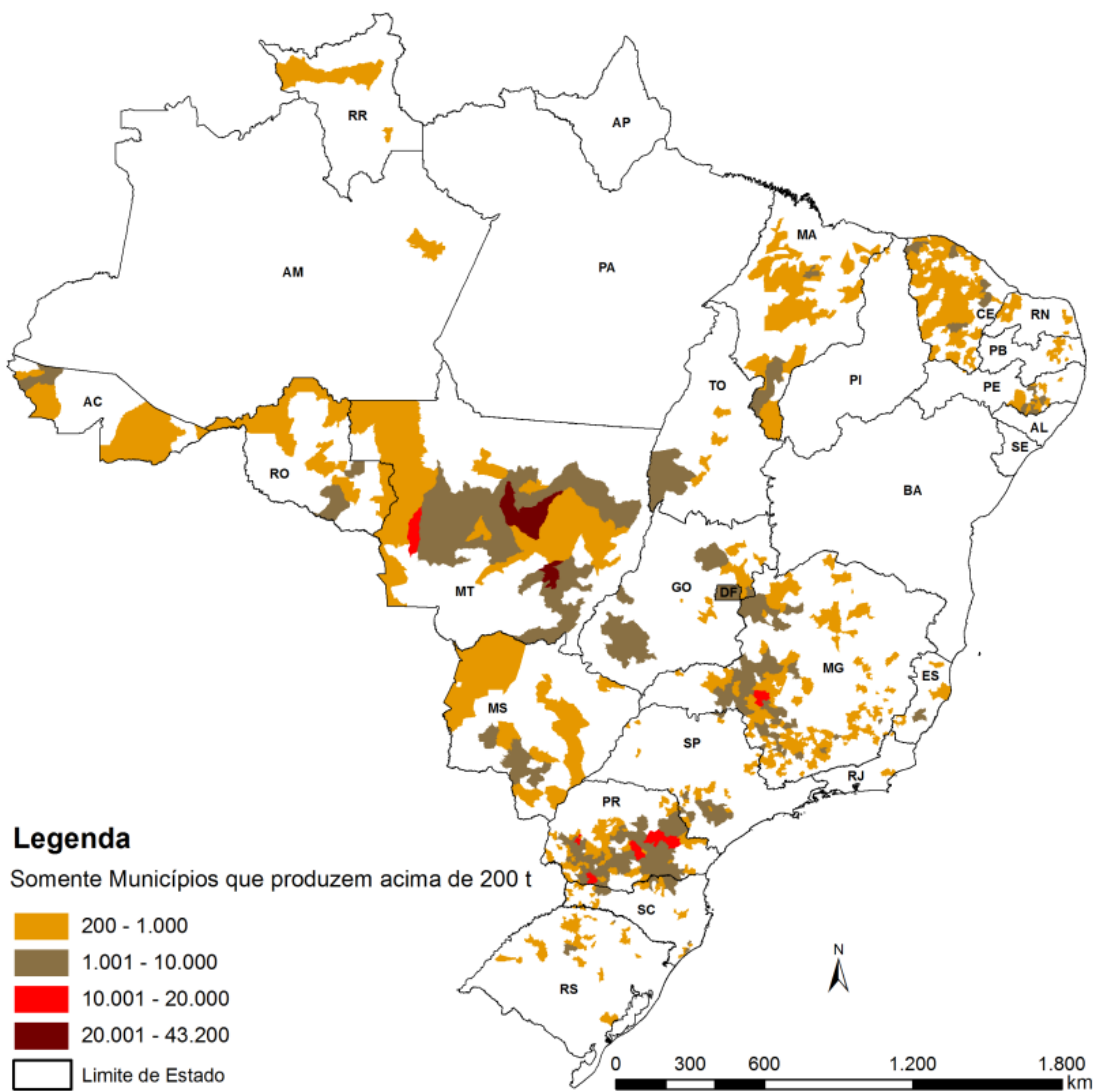 RR
AP
AM
PA
MA
CE
RN
PB
PE
AL
SE
PI
TO
AC
RO
BA
MT
GO
DF
MG
ES
MS
SP
RJ
PR
SC
RS
Legenda
Somente Municípios que produzem acima de 200 t
200 - 1.000
1.001 - 10.000
10.001 - 20.000
20.001 - 43.200
Limite de Estado
N
0 300 600 1.200 1.800
km